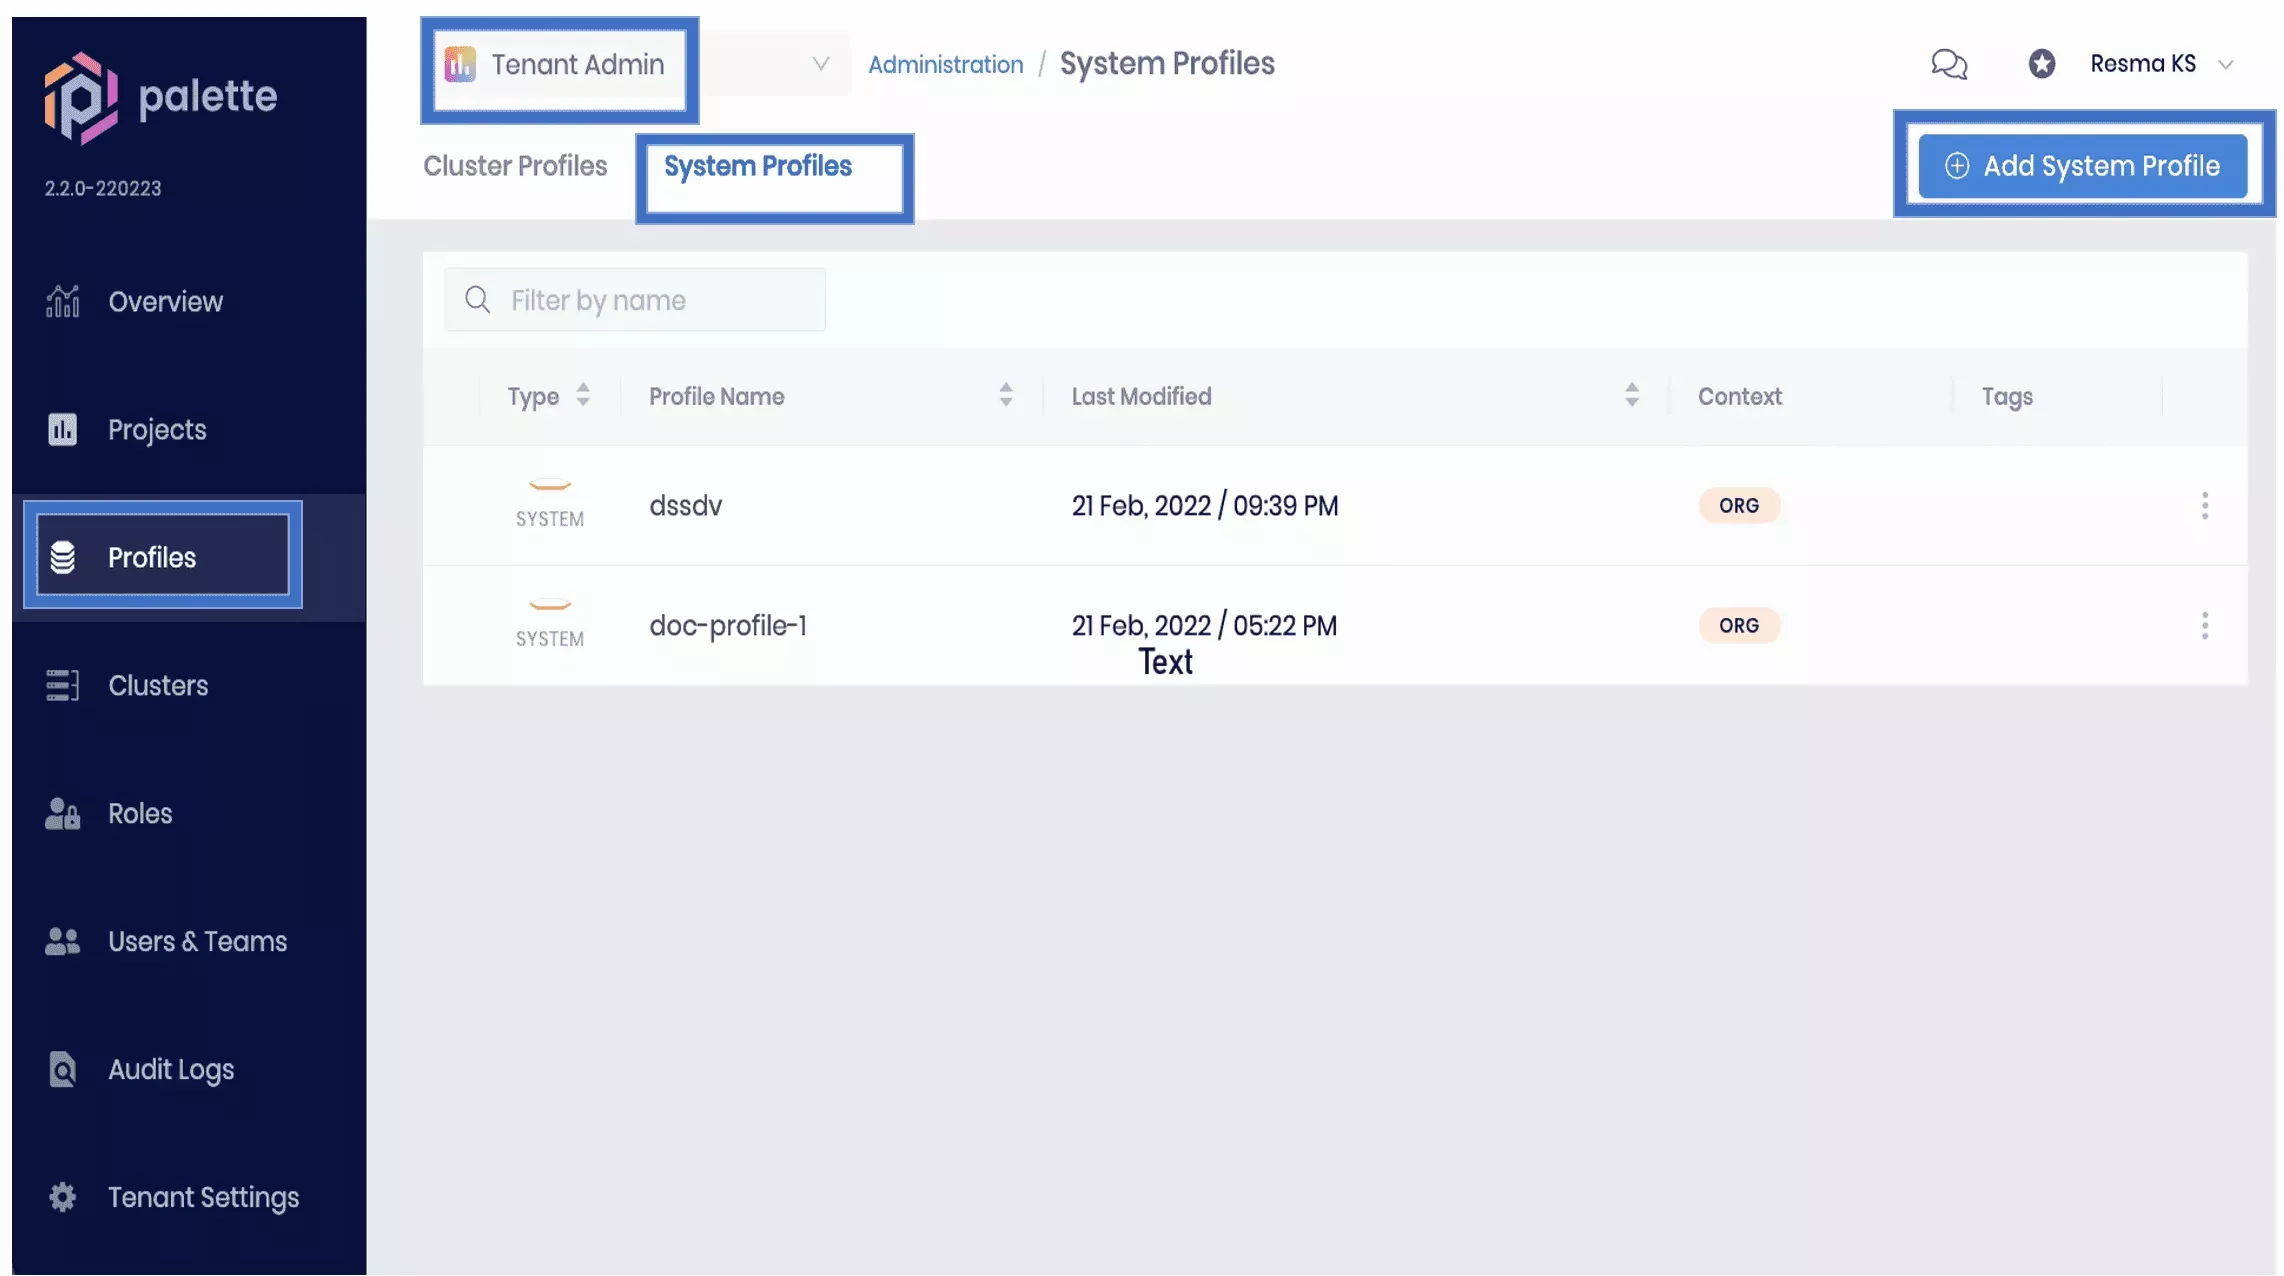 palette
2.2.0-220223
Overview
Projects
Profiles
Clusters
Roles
Users & Teams
Audit Logs
Tenant Settings
Tenant Admin
Administration / System Profiles
Resma KS
Cluster Profiles
System Profiles
Add System Profile
Filter by name
Type Profile Name Last Modified Context Tags
SYSTEM dssdv 21 Feb, 2022 / 09:39 PM ORG
SYSTEM doc-profile-1 21 Feb, 2022 / 05:22 PM ORG
Text